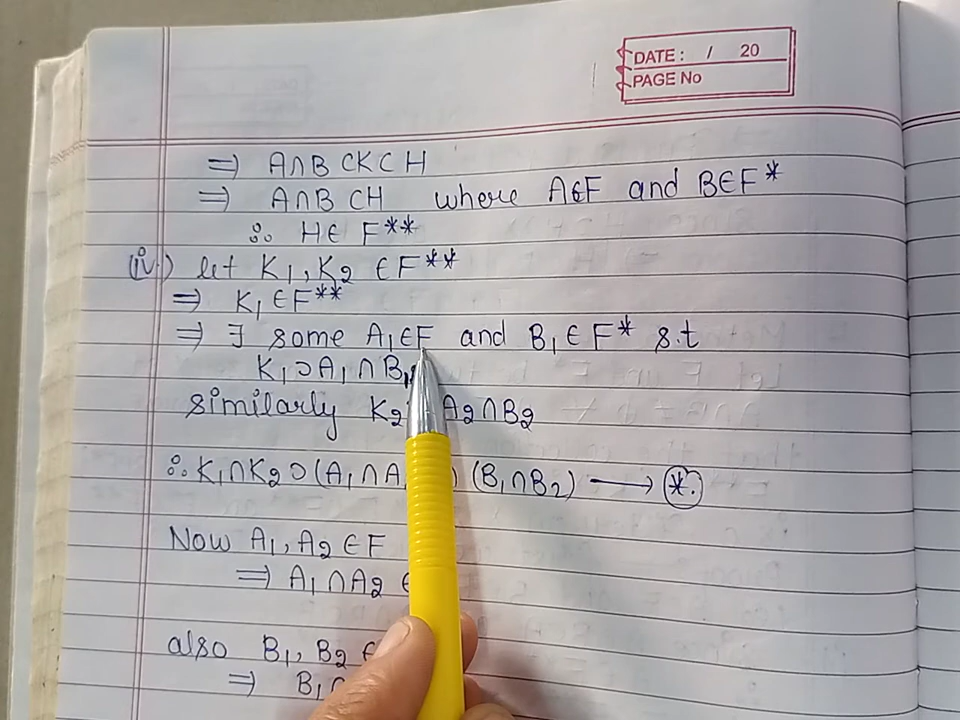 DATE : / 20
PAGE No
⇒ A∩B ⊂K⊂H
⇒ A∩B ⊂H where A∈F and B∈F*
∴ H∈ F**
(iv) let K₁, K₂ ∈F**
⇒ K₁∈F**
⇒ ∃ some A₁∈F and B₁∈F* s.t
K₁⊃A₁∩B₁
similarly K₂ A₂∩B₂
∴ K₁∩K₂⊃(A₁∩A ) (B₁∩B₂) ⟶ (*.)
Now A₁, A₂ ∈F
⇒ A₁∩A₂ ∈
also B₁, B₂ ∈
⇒ B₁∩